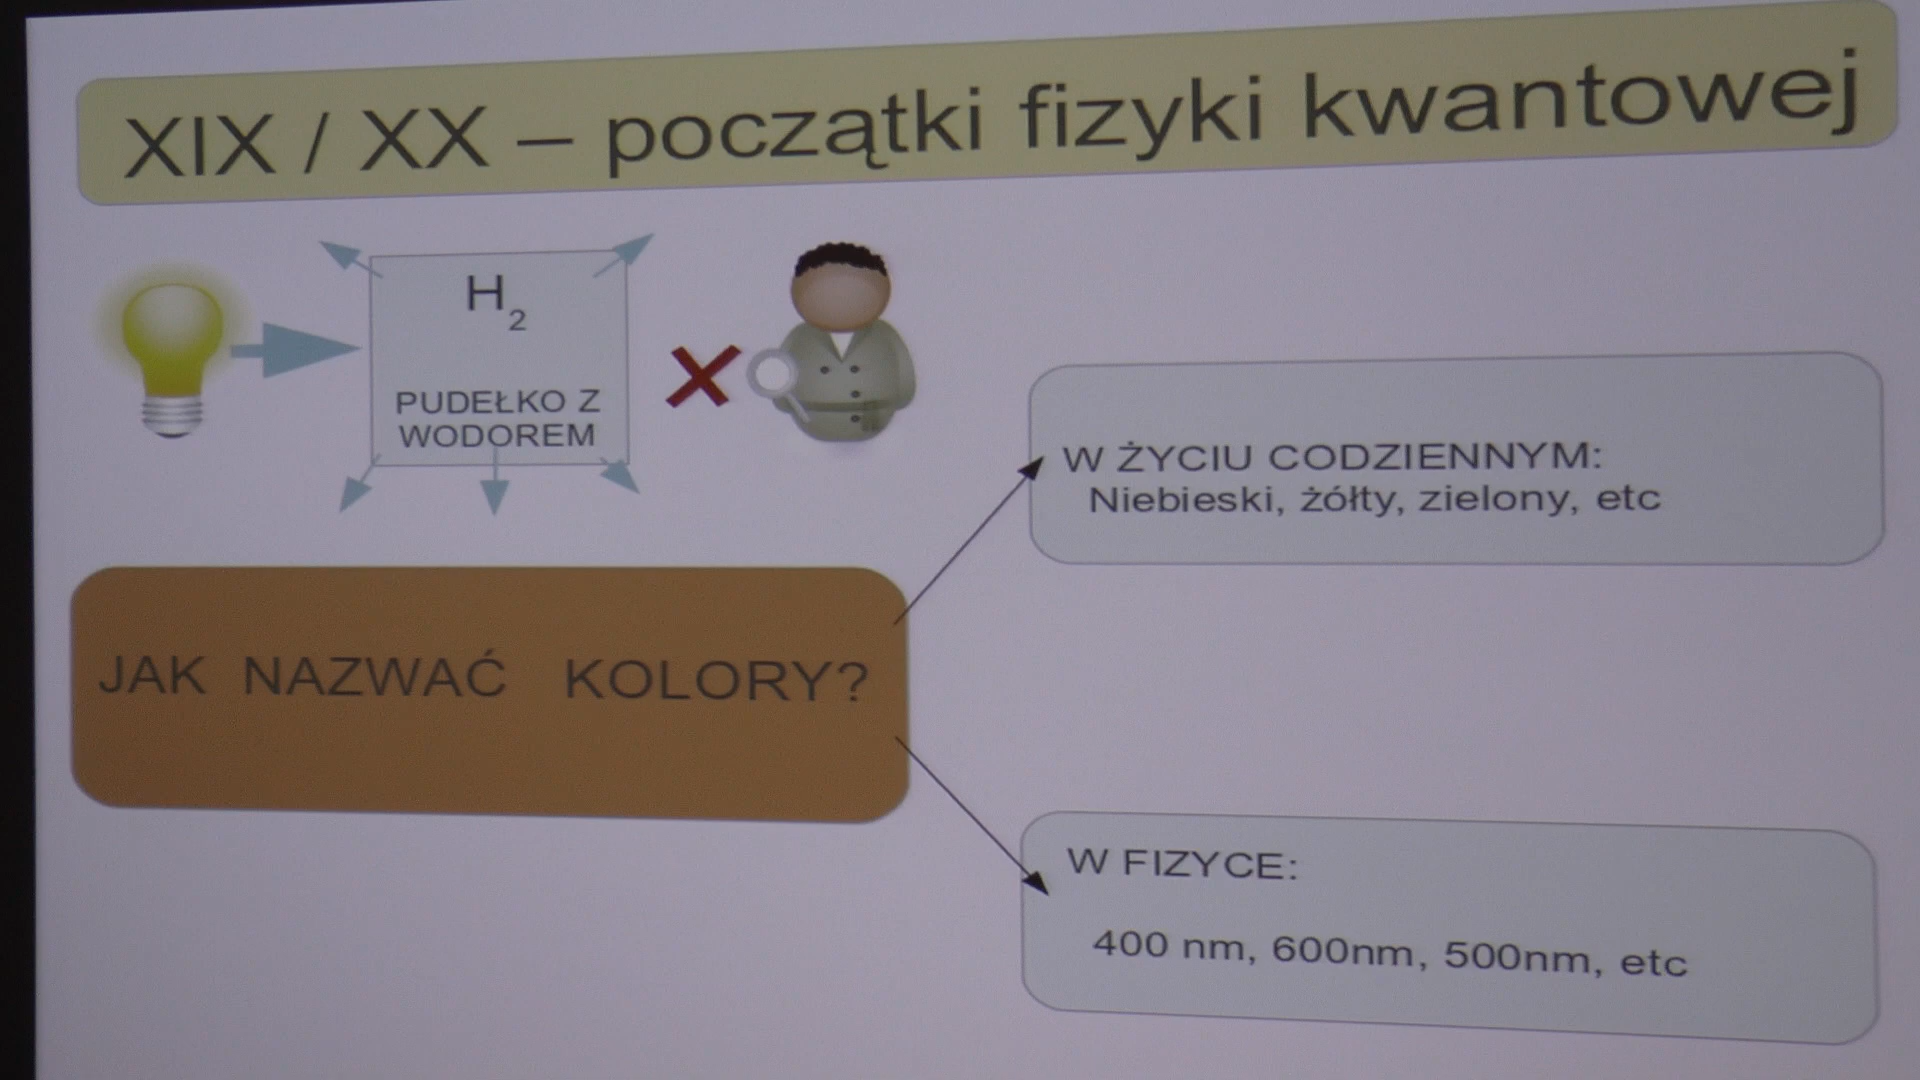 XIX / XX – początki fizyki kwantowej
H2
PUDEŁKO Z
WODOREM
W ŻYCIU CODZIENNYM:
Niebieski, żółty, zielony, etc
JAK NAZWAĆ KOLORY?
W FIZYCE:
400 nm, 600nm, 500nm, etc